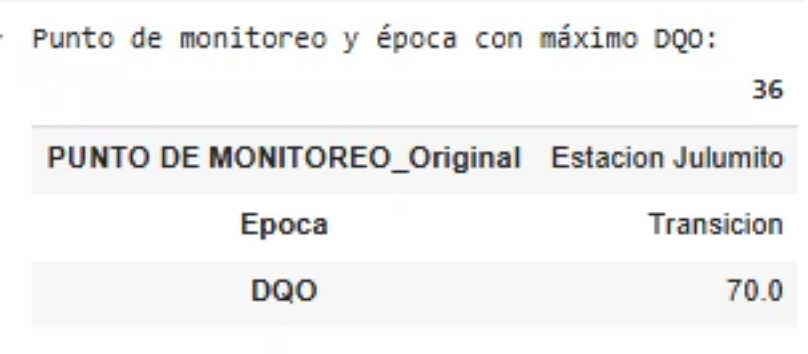 Punto de monitoreo y época con máximo DQO:
36
PUNTO DE MONITOREO_Original Estacion Julumito
Epoca Transicion
DQO 70.0